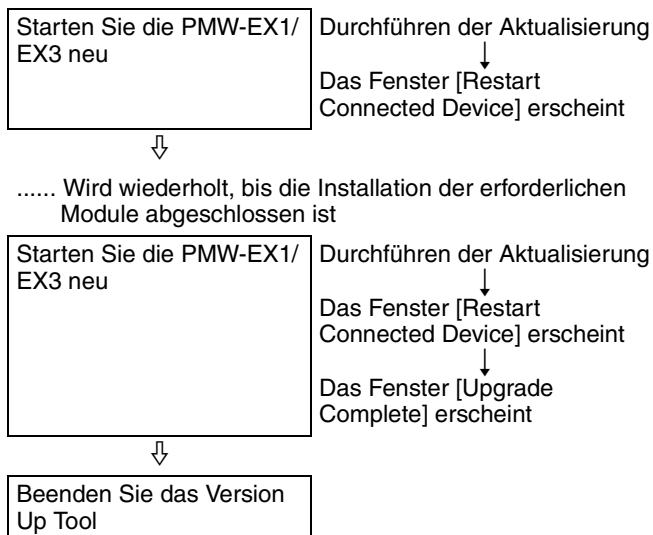 Starten Sie die PMW-EX1/
EX3 neu
Durchführen der Aktualisierung
Das Fenster [Restart
Connected Device] erscheint
...... Wird wiederholt, bis die Installation der erforderlichen
Module abgeschlossen ist
Starten Sie die PMW-EX1/
EX3 neu
Durchführen der Aktualisierung
Das Fenster [Restart
Connected Device] erscheint
Das Fenster [Upgrade
Complete] erscheint
Beenden Sie das Version
Up Tool